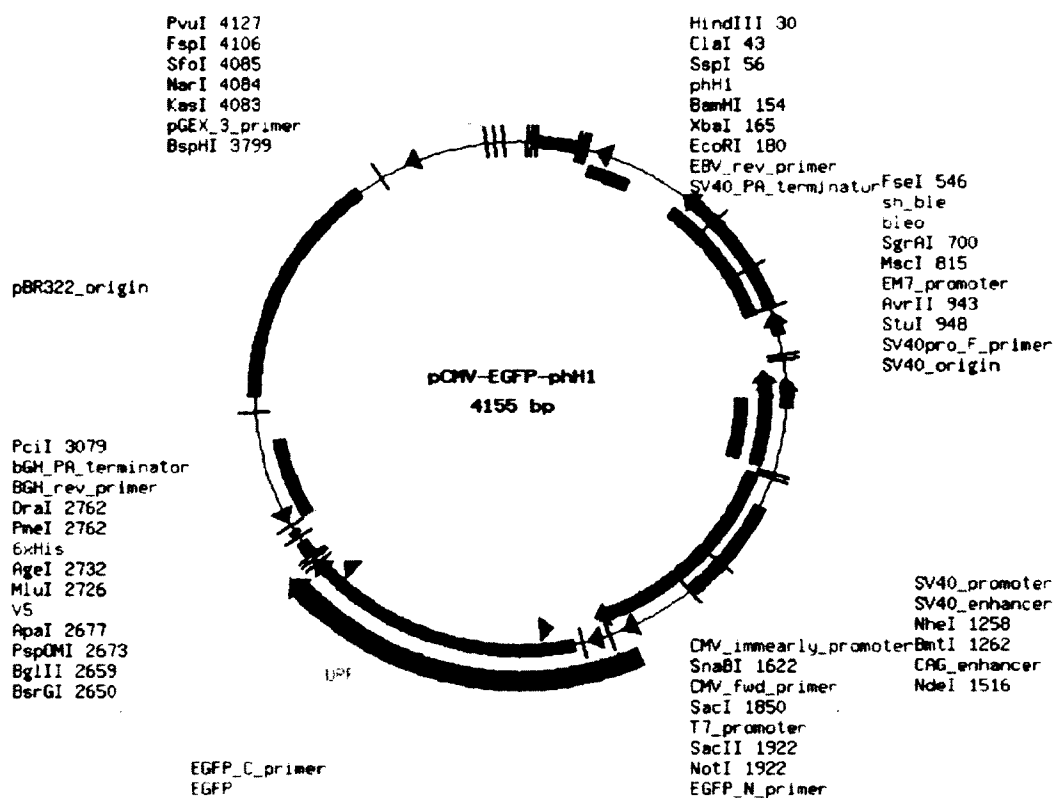 PvuI 4127
FspI 4106
SfoI 4085
NarI 4084
KasI 4083
pGEX_3_primer
BspHI 3799
HindIII 30
ClaI 43
SspI 56
phH1
BamHI 154
XbaI 165
EcoRI 180
EBV_rev_primer
SV40_PA_terminator
FseI 546
sh_ble
bleo
SgrAI 700
MscI 815
EM7_promoter
AvrII 943
StuI 948
SV40pro_F_primer
SV40_origin
pBR322_origin
pCMV-EGFP-phH1
4155 bp
PciI 3079
bGH_PA_terminator
BGH_rev_primer
DraI 2762
PmeI 2762
6xHis
AgeI 2732
MluI 2726
V5
ApaI 2677
PspOMI 2673
BglII 2659
BsrGI 2650
SV40_promoter
SV40_enhancer
NheI 1258
BmtI 1262
CAG_enhancer
NdeI 1516
CMV_immearly_promoter
SnaBI 1622
CMV_fwd_primer
SacI 1850
T7_promoter
SacII 1922
NotI 1922
EGFP_N_primer
EGFP_C_primer
EGFP